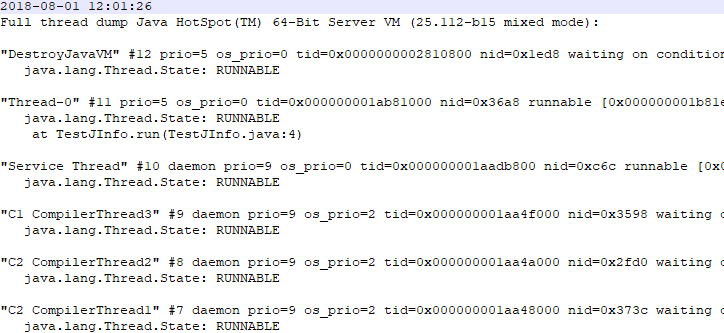 2018-08-01 12:01:26
Full thread dump Java HotSpot(TM) 64-Bit Server VM (25.112-b15 mixed mode):
"DestroyJavaVM" #12 prio=5 os_prio=0 tid=0x0000000002810800 nid=0x1ed8 waiting on condition
java.lang.Thread.State: RUNNABLE
"Thread-0" #11 prio=5 os_prio=0 tid=0x000000001ab81000 nid=0x36a8 runnable [0x000000001b81e
java.lang.Thread.State: RUNNABLE
at TestJInfo.run(TestJInfo.java:4)
"Service Thread" #10 daemon prio=9 os_prio=0 tid=0x000000001aadb800 nid=0xc6c runnable [0x0
java.lang.Thread.State: RUNNABLE
"C1 CompilerThread3" #9 daemon prio=9 os_prio=2 tid=0x000000001aa4f000 nid=0x3598 waiting o
java.lang.Thread.State: RUNNABLE
"C2 CompilerThread2" #8 daemon prio=9 os_prio=2 tid=0x000000001aa4a000 nid=0x2fd0 waiting o
java.lang.Thread.State: RUNNABLE
"C2 CompilerThread1" #7 daemon prio=9 os_prio=2 tid=0x000000001aa48000 nid=0x373c waiting o
java.lang.Thread.State: RUNNABLE